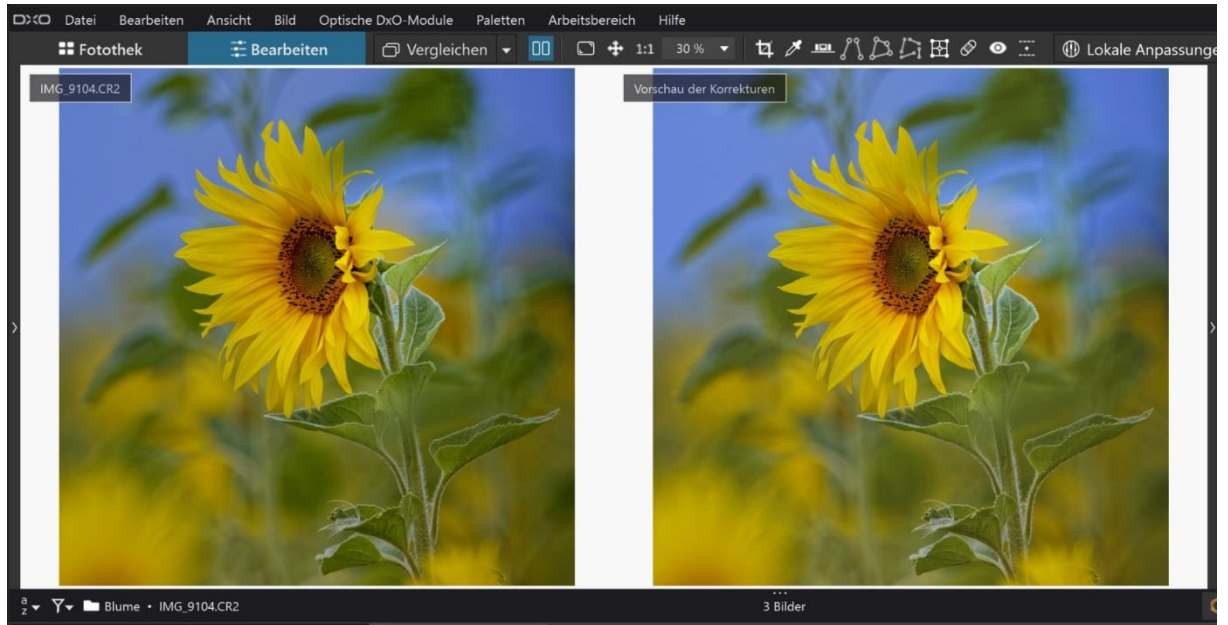 DXO Datei Bearbeiten Ansicht Bild Optische DxO-Module Paletten Arbeitsbereich Hilfe
Fotothek Bearbeiten Vergleichen 1:1 30 % Lokale Anpassunge
IMG_9104.CR2 Vorschau der Korrekturen
a
z Blume • IMG_9104.CR2 3 Bilder